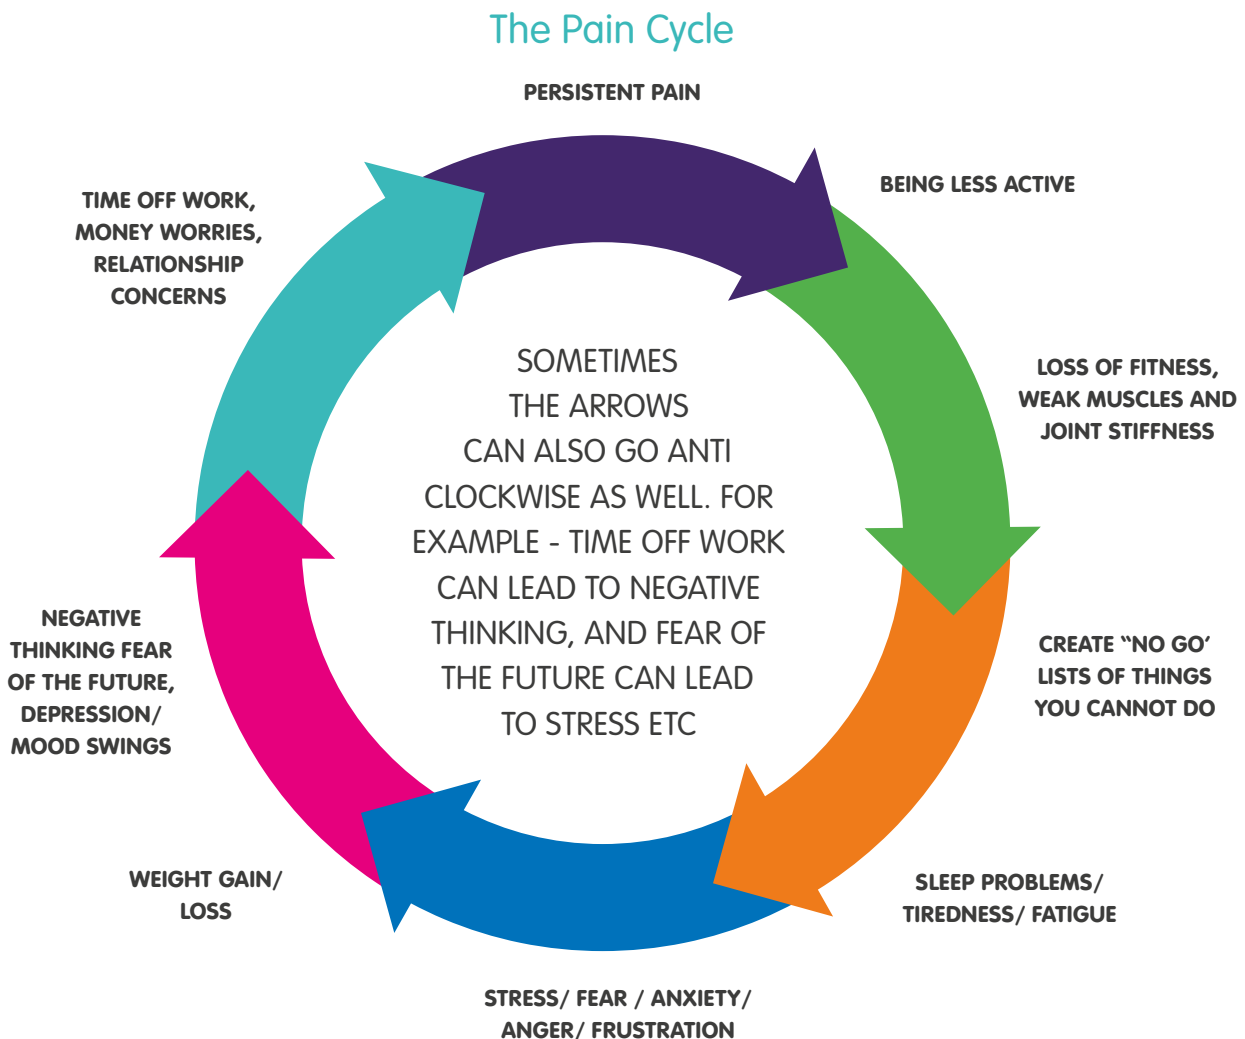 The Pain Cycle
PERSISTENT PAIN
BEING LESS ACTIVE
LOSS OF FITNESS,
WEAK MUSCLES AND
JOINT STIFFNESS
CREATE “NO GO’
LISTS OF THINGS
YOU CANNOT DO
SLEEP PROBLEMS/
TIREDNESS/ FATIGUE
STRESS/ FEAR / ANXIETY/
ANGER/ FRUSTRATION
WEIGHT GAIN/
LOSS
NEGATIVE
THINKING FEAR
OF THE FUTURE,
DEPRESSION/
MOOD SWINGS
TIME OFF WORK,
MONEY WORRIES,
RELATIONSHIP
CONCERNS
SOMETIMES
THE ARROWS
CAN ALSO GO ANTI
CLOCKWISE AS WELL. FOR
EXAMPLE - TIME OFF WORK
CAN LEAD TO NEGATIVE
THINKING, AND FEAR OF
THE FUTURE CAN LEAD
TO STRESS ETC